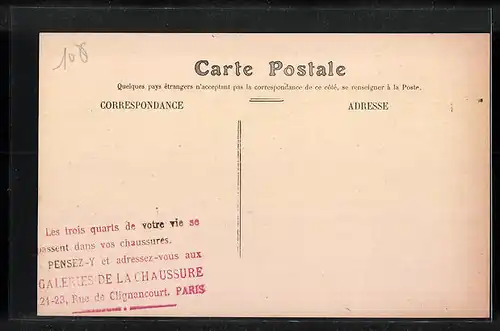 108
Carte Postale
Quelques pays étrangers n'acceptant pas la correspondance de ce côté, se renseigner à la Poste.
CORRESPONDANCE
ADRESSE
Les trois quarts de votre vie se
passent dans vos chaussures.
PENSEZ-Y et adressez-vous aux
GALERIES DE LA CHAUSSURE
21-23, Rue de Clignancourt. PARIS